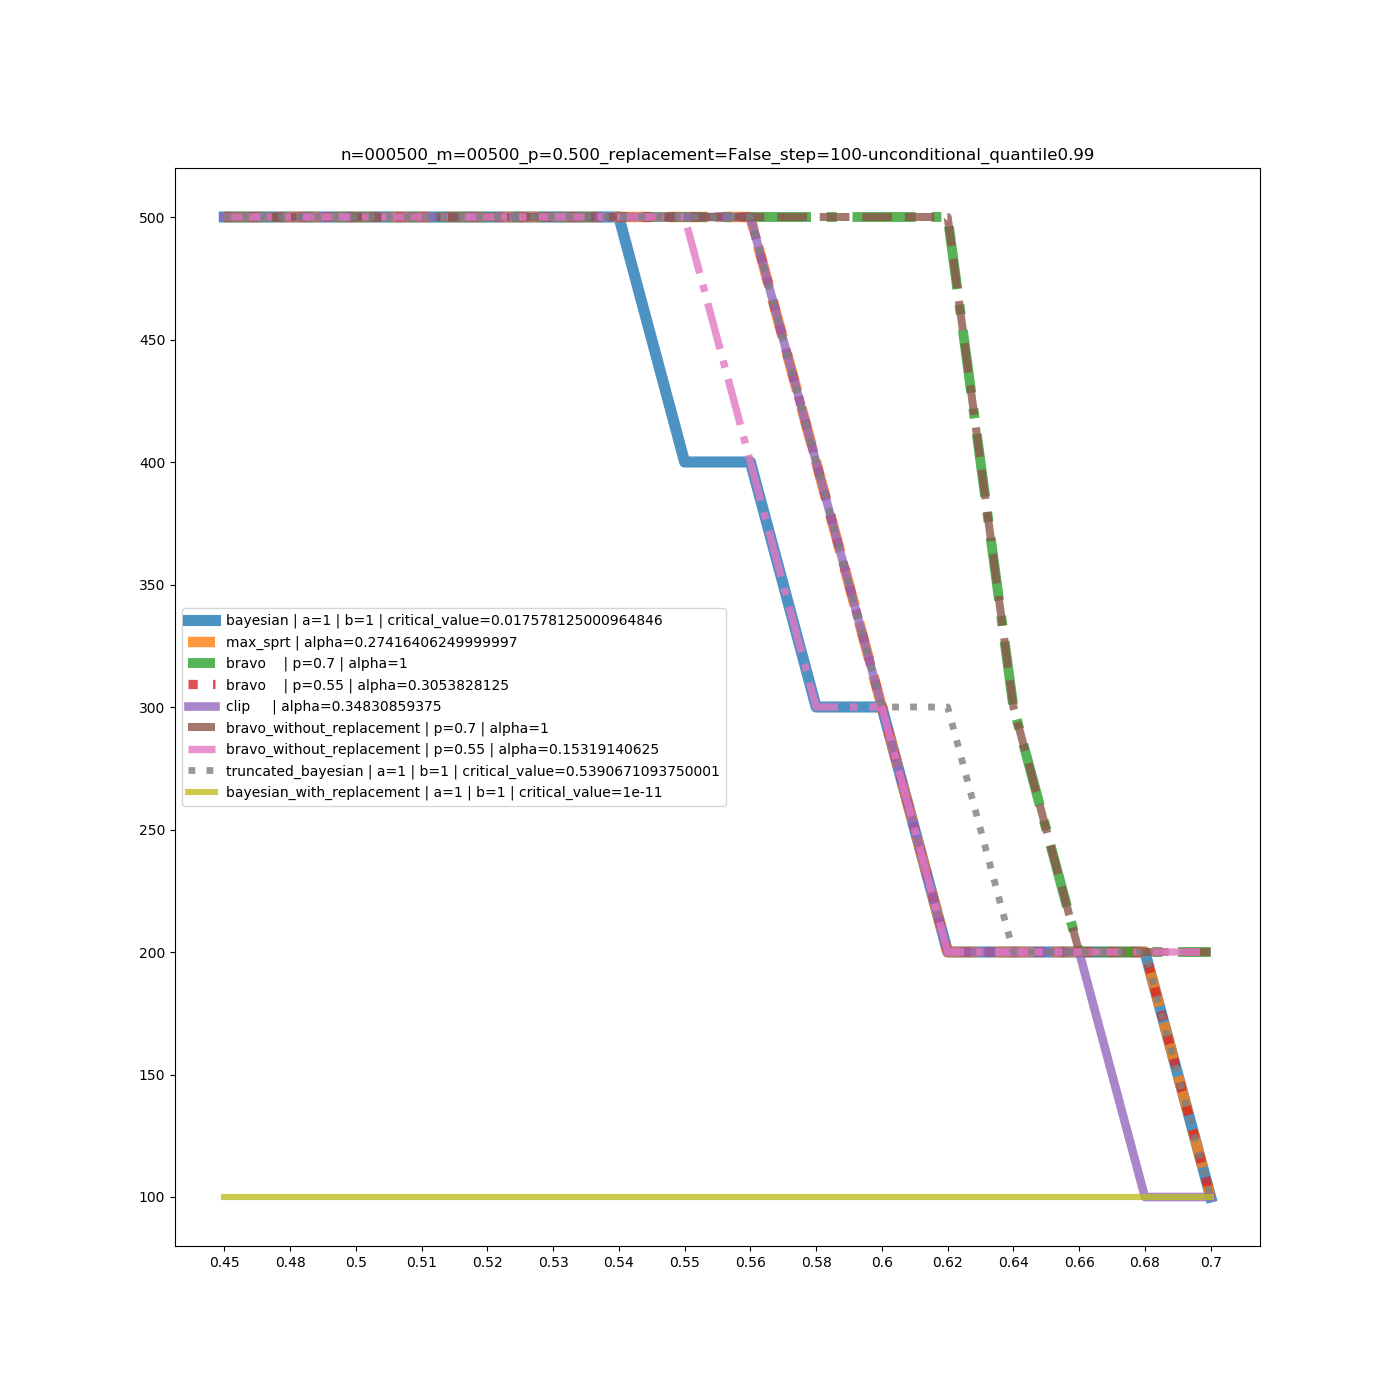 n=000500_m=00500_p=0.500_replacement=False_step=100-unconditional_quantile0.99
500
450
400
350
300
250
200
150
100
bayesian | a=1 | b=1 | critical_value=0.017578125000964846
max_sprt | alpha=0.27416406249999997
bravo    | p=0.7 | alpha=1
bravo    | p=0.55 | alpha=0.3053828125
clip     | alpha=0.34830859375
bravo_without_replacement | p=0.7 | alpha=1
bravo_without_replacement | p=0.55 | alpha=0.15319140625
truncated_bayesian | a=1 | b=1 | critical_value=0.5390671093750001
bayesian_with_replacement | a=1 | b=1 | critical_value=1e-11
0.45 0.48 0.5 0.51 0.52 0.53 0.54 0.55 0.56 0.58 0.6 0.62 0.64 0.66 0.68 0.7